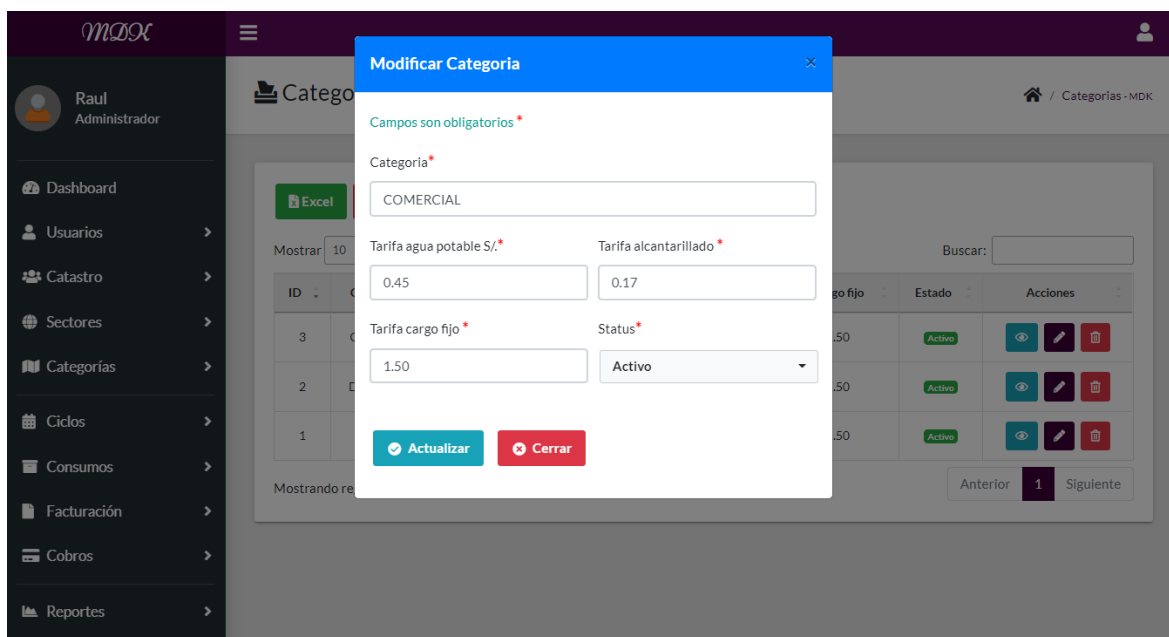 MDK
Raul
Administrador
Dashboard
Usuarios
Catastro
Sectores
Categorías
Ciclos
Consumos
Facturación
Cobros
Reportes
Catego
/ Categorias - MDK
Modificar Categoria ×
Campos son obligatorios *
Categoria*
COMERCIAL
Tarifa agua potable S/.* Tarifa alcantarillado *
0.45 0.17
Tarifa cargo fijo * Status*
1.50 Activo
Actualizar Cerrar
Excel
Mostrar 10 Buscar:
ID go fijo Estado Acciones
3 .50 Activo
2 .50 Activo
1 .50 Activo
Mostrando re Anterior 1 Siguiente